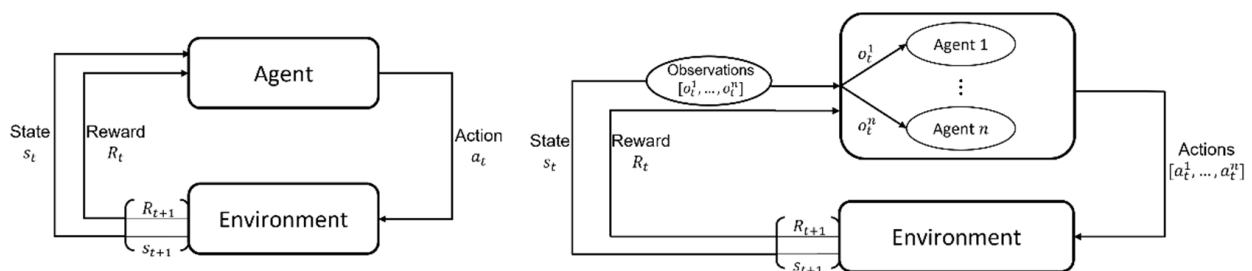 Agent
State
s_t
Reward
R_t
Action
a_t
R_{t+1}
Environment
s_{t+1}
Observations
[o_t^1, ..., o_t^n]
o_t^1
Agent 1
⋮
o_t^n
Agent n
State
s_t
Reward
R_t
Actions
[a_t^1, ..., a_t^n]
R_{t+1}
Environment
s_{t+1}